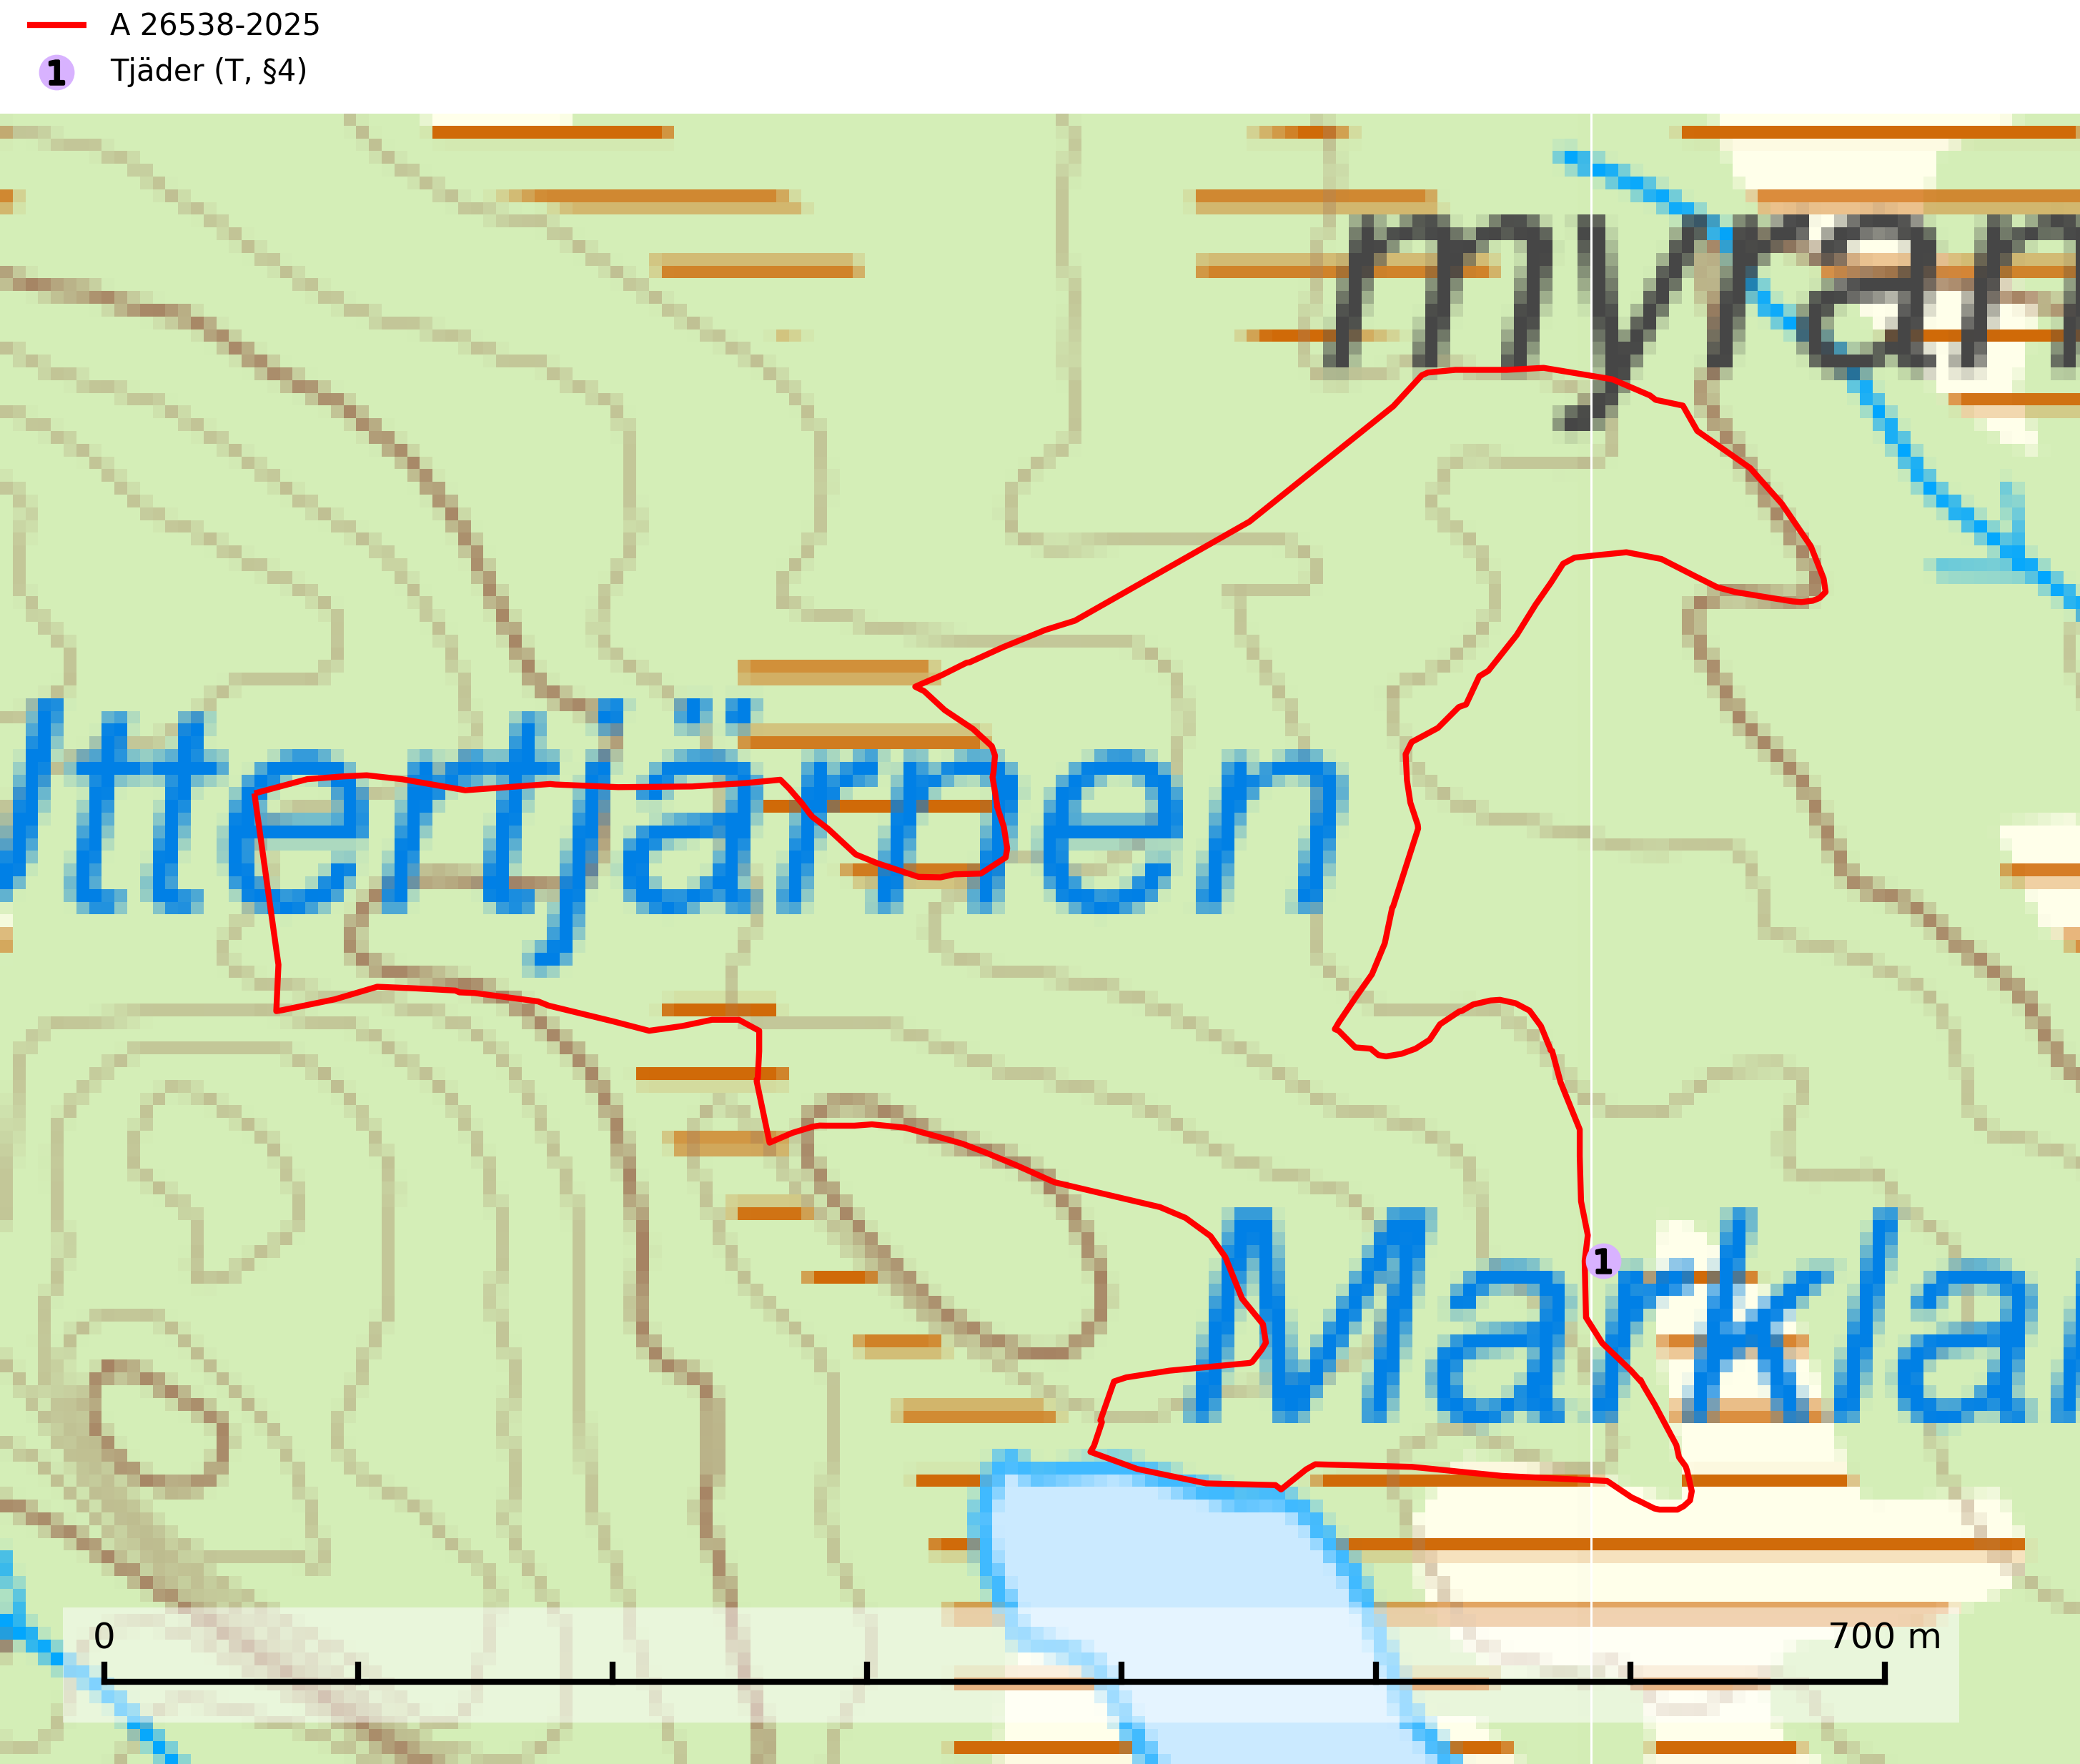 A 26538-2025
1 Tjäder (T, §4)
myran
ttertjärnen
1
Markla
0 700 m